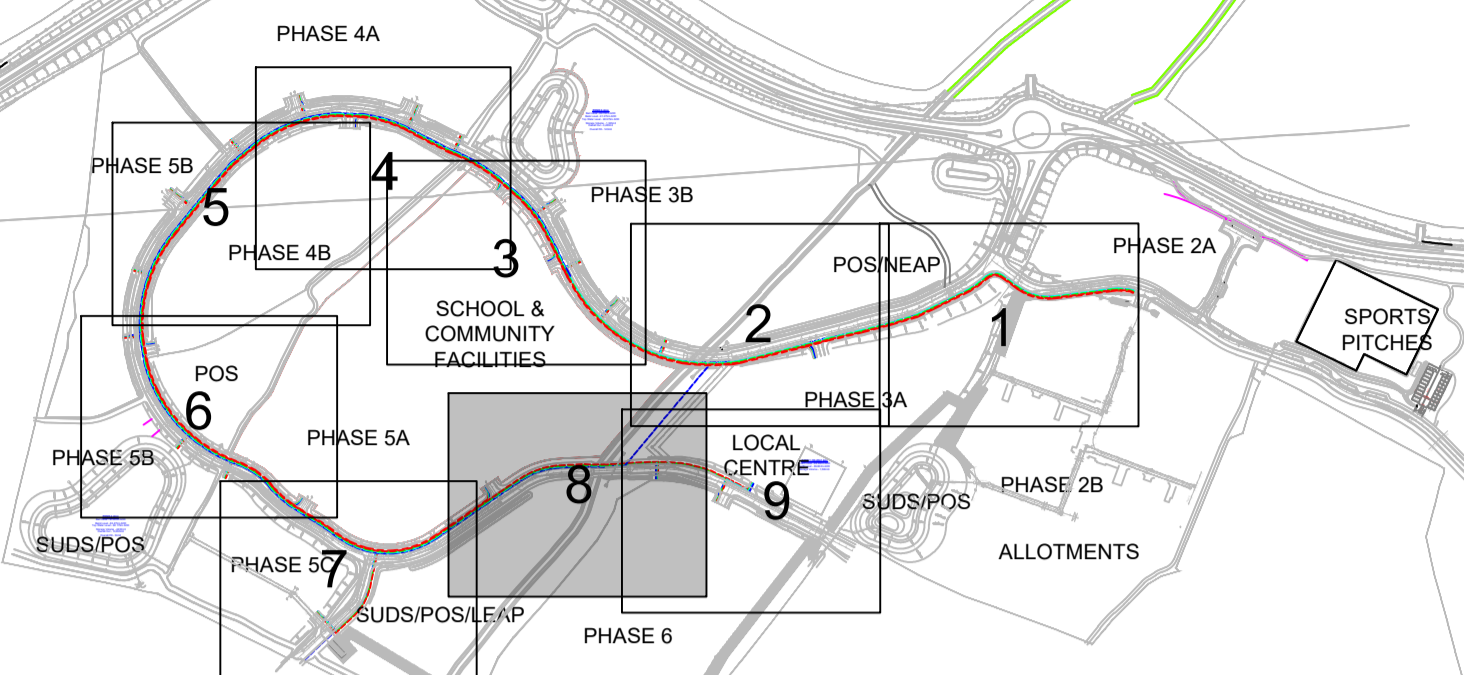 PHASE 4A
PHASE 5B
4
5
PHASE 3B
PHASE 4B
3
POS/NEAP
PHASE 2A
SCHOOL &
COMMUNITY
FACILITIES
2
1
SPORTS
PITCHES
POS
6
PHASE 3A
PHASE 5A
PHASE 5B
LOCAL
CENTRE
8
9
SUDS/POS
PHASE 2B
SUDS/POS
ALLOTMENTS
PHASE 5C
7
SUDS/POS/LEAP
PHASE 6